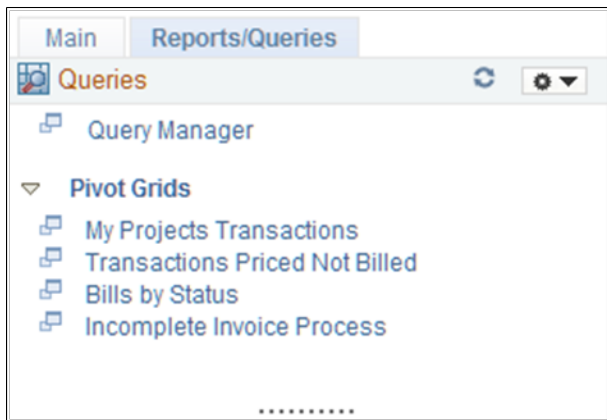 Main Reports/Queries
Queries
Query Manager
Pivot Grids
My Projects Transactions
Transactions Priced Not Billed
Bills by Status
Incomplete Invoice Process